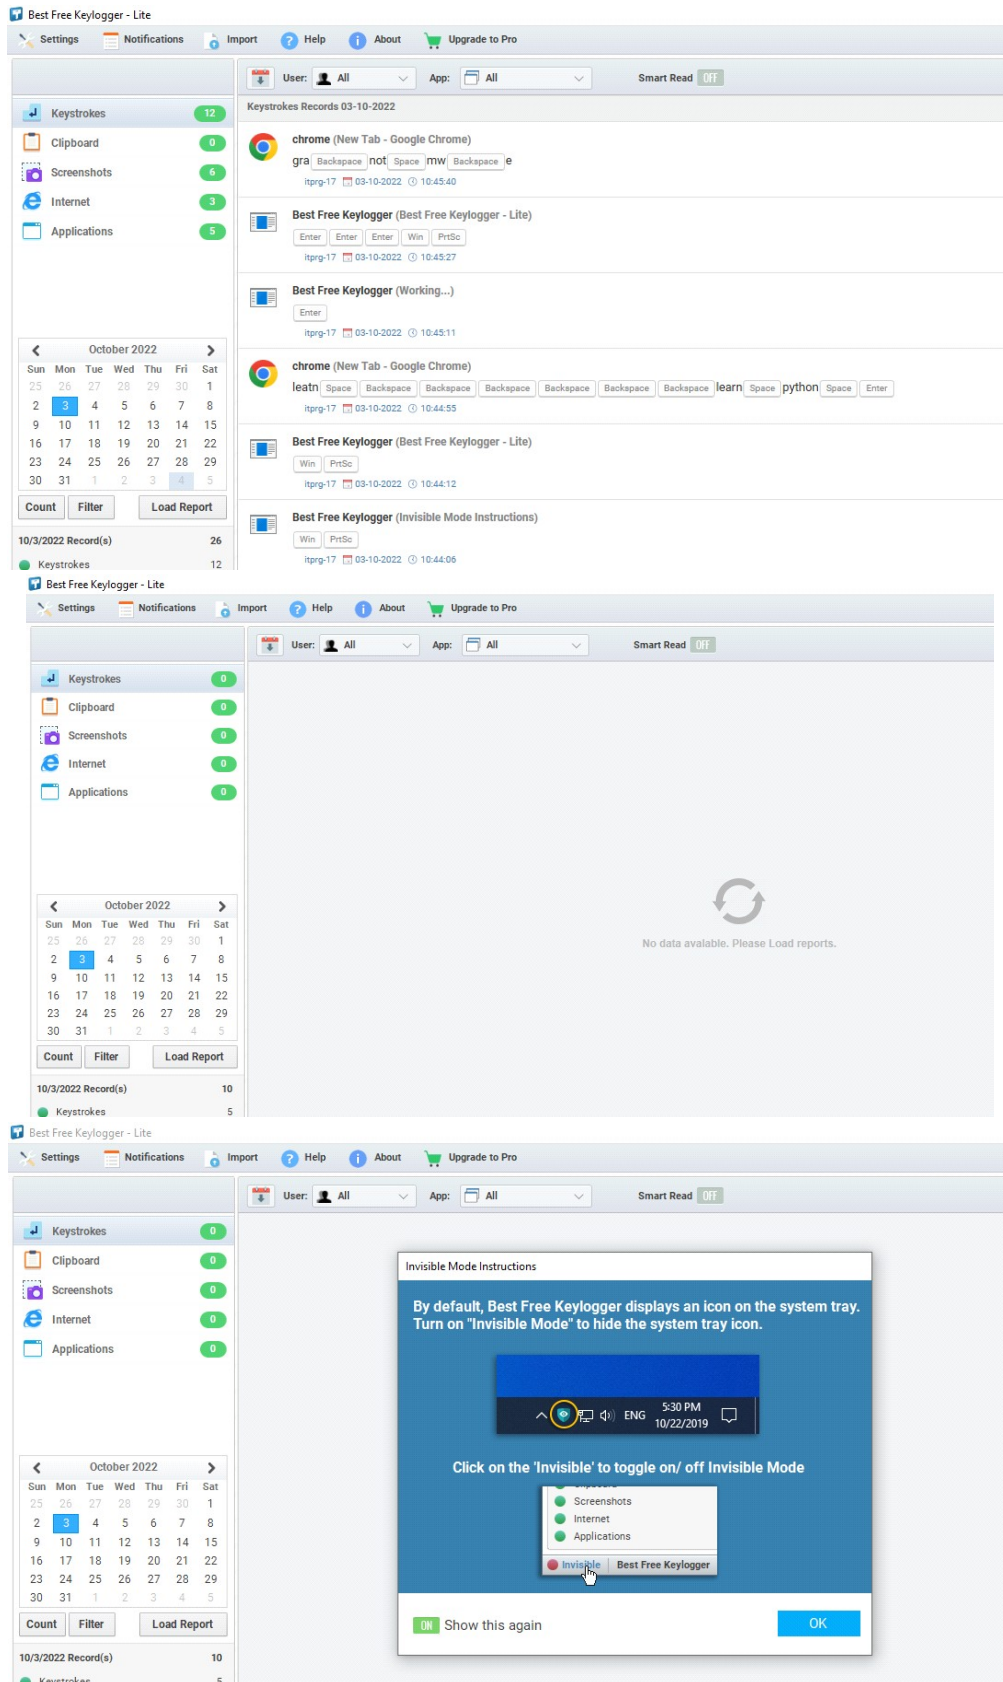 Best Free Keylogger - Lite
Settings Notifications Import Help About Upgrade to Pro
User: All App: All Smart Read OFF
Keystrokes Records 03-10-2022
Keystrokes 12
Clipboard 0
Screenshots 6
Internet 3
Applications 5
chrome (New Tab - Google Chrome)
gra Backspace not Space mw Backspace e
itprg-17 03-10-2022 10:45:40
Best Free Keylogger (Best Free Keylogger - Lite)
Enter Enter Enter Win PrtSc
itprg-17 03-10-2022 10:45:27
Best Free Keylogger (Working...)
Enter
itprg-17 03-10-2022 10:45:11
chrome (New Tab - Google Chrome)
leatn Space Backspace Backspace Backspace Backspace Backspace Backspace learn Space python Space Enter
itprg-17 03-10-2022 10:44:55
Best Free Keylogger (Best Free Keylogger - Lite)
Win PrtSc
itprg-17 03-10-2022 10:44:12
Best Free Keylogger (Invisible Mode Instructions)
Win PrtSc
itprg-17 03-10-2022 10:44:06
October 2022
Sun Mon Tue Wed Thu Fri Sat
25 26 27 28 29 30 1
2 3 4 5 6 7 8
9 10 11 12 13 14 15
16 17 18 19 20 21 22
23 24 25 26 27 28 29
30 31 1 2 3 4 5
Count Filter Load Report
10/3/2022 Record(s) 26
Keystrokes 12
Best Free Keylogger - Lite
Settings Notifications Import Help About Upgrade to Pro
User: All App: All Smart Read OFF
Keystrokes 0
Clipboard 0
Screenshots 0
Internet 0
Applications 0
No data avalable. Please Load reports.
October 2022
Sun Mon Tue Wed Thu Fri Sat
25 26 27 28 29 30 1
2 3 4 5 6 7 8
9 10 11 12 13 14 15
16 17 18 19 20 21 22
23 24 25 26 27 28 29
30 31 1 2 3 4 5
Count Filter Load Report
10/3/2022 Record(s) 10
Keystrokes 5
Best Free Keylogger - Lite
Settings Notifications Import Help About Upgrade to Pro
User: All App: All Smart Read OFF
Keystrokes 0
Clipboard 0
Screenshots 0
Internet 0
Applications 0
October 2022
Sun Mon Tue Wed Thu Fri Sat
25 26 27 28 29 30 1
2 3 4 5 6 7 8
9 10 11 12 13 14 15
16 17 18 19 20 21 22
23 24 25 26 27 28 29
30 31 1 2 3 4 5
Count Filter Load Report
10/3/2022 Record(s) 10
Keystrokes 5
Invisible Mode Instructions
By default, Best Free Keylogger displays an icon on the system tray.
Turn on "Invisible Mode" to hide the system tray icon.
ENG 5:30 PM
10/22/2019
Click on the 'Invisible' to toggle on/ off Invisible Mode
Clipboard
Screenshots
Internet
Applications
Invisible Best Free Keylogger
ON Show this again OK